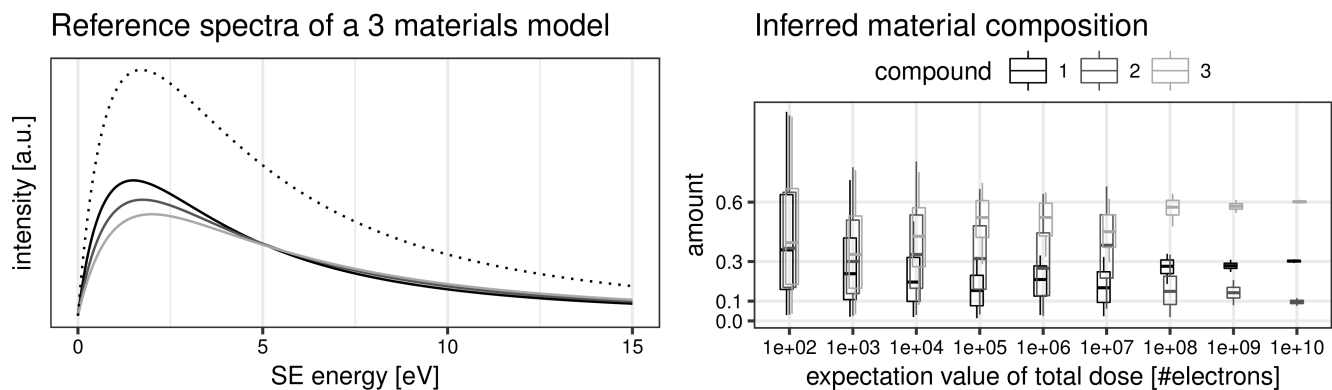 Reference spectra of a 3 materials model
intensity [a.u.]
0 5 10 15
SE energy [eV]
Inferred material composition
compound 1 2 3
amount
0.6
0.3
0.1
0.0
1e+02 1e+03 1e+04 1e+05 1e+06 1e+07 1e+08 1e+09 1e+10
expectation value of total dose [#electrons]